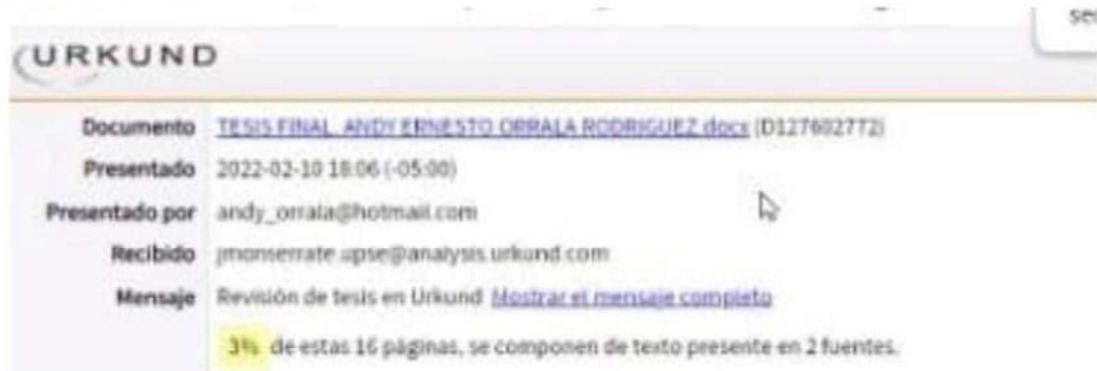 URKUND
Documento TESIS FINAL ANDY ERNESTO ORRALA RODRIGUEZ.docx (D127602772)
Presentado 2022-02-10 18:06 (-05:00)
Presentado por andy_orrala@hotmail.com
Recibido jmonserrate.upse@analysis.urkund.com
Mensaje Revisión de tesis en Urkund Mostrar el mensaje completo
3% de estas 16 páginas, se componen de texto presente en 2 fuentes.